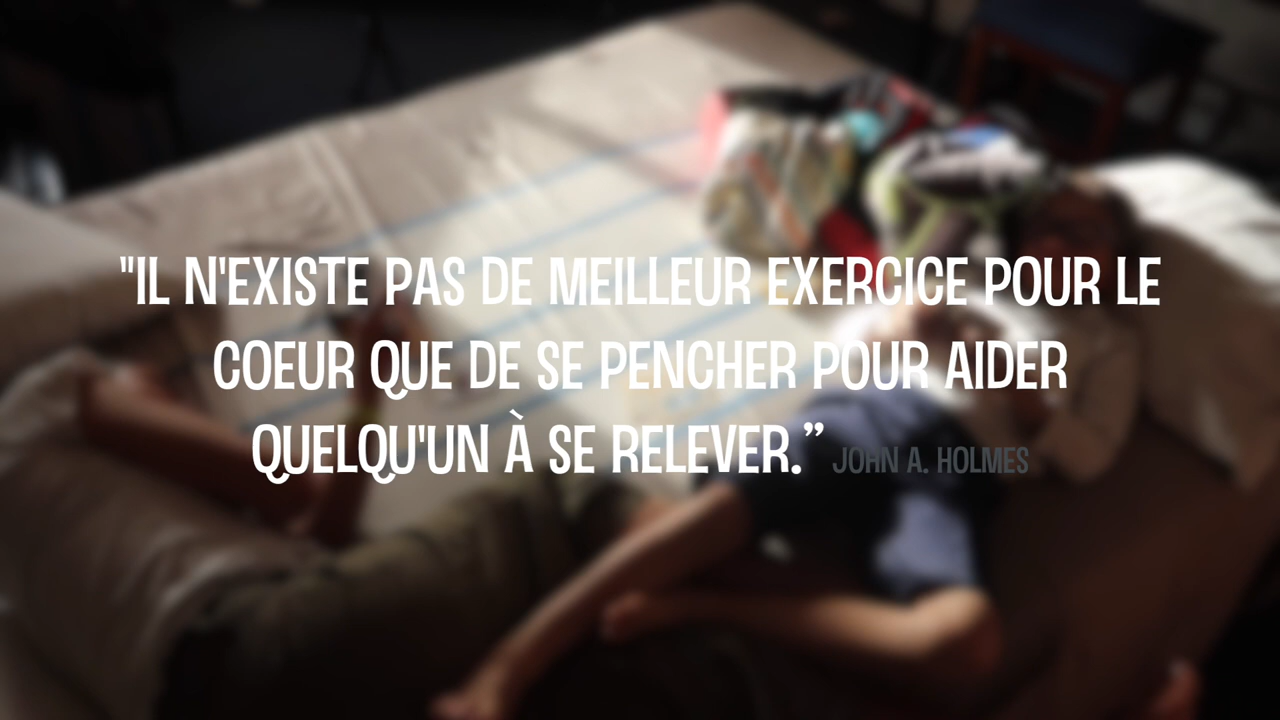 "IL N'EXISTE PAS DE MEILLEUR EXERCICE POUR LE
COEUR QUE DE SE PENCHER POUR AIDER
QUELQU'UN À SE RELEVER.” JOHN A. HOLMES